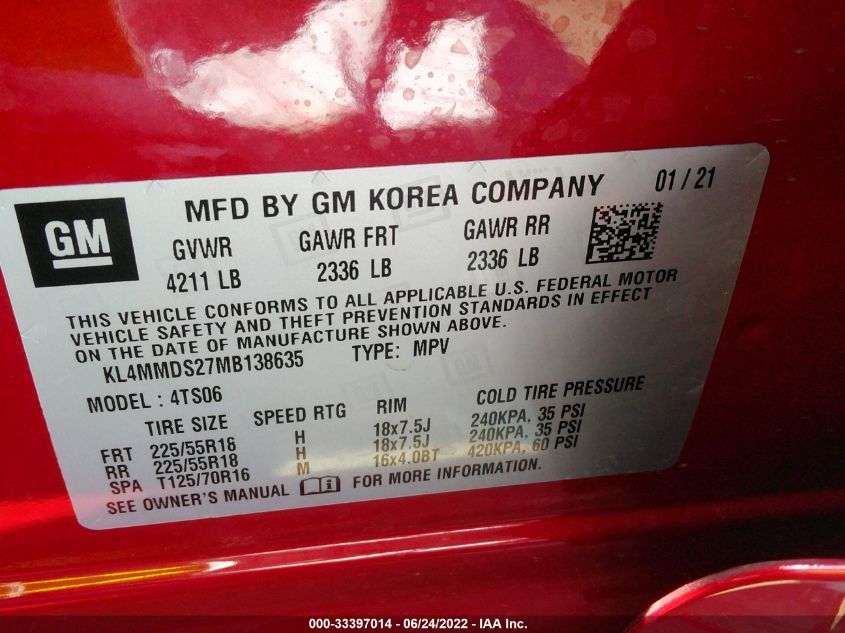 GM
MFD BY GM KOREA COMPANY 01 / 21
GVWR GAWR FRT GAWR RR
4211 LB 2336 LB 2336 LB
THIS VEHICLE CONFORMS TO ALL APPLICABLE U.S. FEDERAL MOTOR
VEHICLE SAFETY AND THEFT PREVENTION STANDARDS IN EFFECT
ON THE DATE OF MANUFACTURE SHOWN ABOVE.
KL4MMDS27MB138635 TYPE: MPV
MODEL : 4TS06
TIRE SIZE SPEED RTG RIM COLD TIRE PRESSURE
FRT 225/55R18 H 18x7.5J 240KPA, 35 PSI
RR 225/55R18 H 18x7.5J 240KPA, 35 PSI
SPA T125/70R16 M 16x4.0BT 420KPA, 60 PSI
SEE OWNER'S MANUAL FOR MORE INFORMATION.
000-33397014 - 06/24/2022 - IAA Inc.